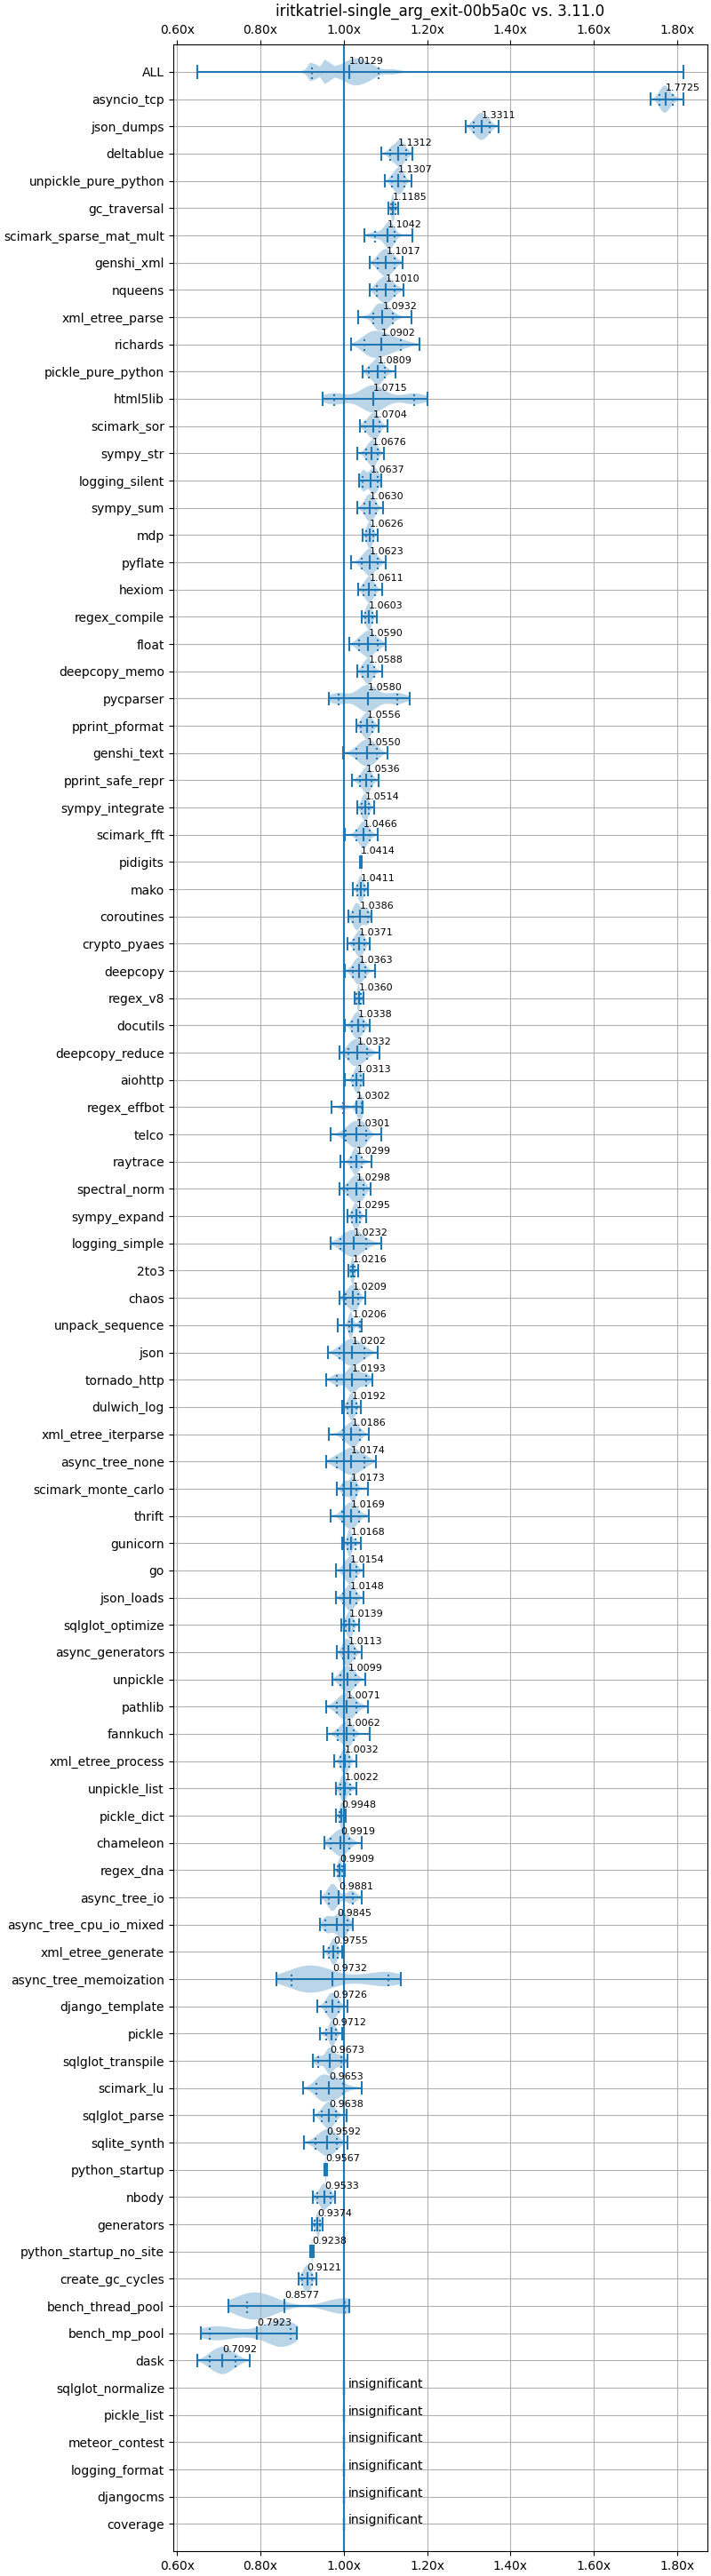 iritkatriel-single_arg_exit-00b5a0c vs. 3.11.0
0.60x 0.80x 1.00x 1.20x 1.40x 1.60x 1.80x
ALL 1.0129
asyncio_tcp 1.7725
json_dumps 1.3311
deltablue 1.1312
unpickle_pure_python 1.1307
gc_traversal 1.1185
scimark_sparse_mat_mult 1.1042
genshi_xml 1.1017
nqueens 1.1010
xml_etree_parse 1.0932
richards 1.0902
pickle_pure_python 1.0809
html5lib 1.0715
scimark_sor 1.0704
sympy_str 1.0676
logging_silent 1.0637
sympy_sum 1.0630
mdp 1.0626
pyflate 1.0623
hexiom 1.0611
regex_compile 1.0603
float 1.0590
deepcopy_memo 1.0588
pycparser 1.0580
pprint_pformat 1.0556
genshi_text 1.0550
pprint_safe_repr 1.0536
sympy_integrate 1.0514
scimark_fft 1.0466
pidigits 1.0414
mako 1.0411
coroutines 1.0386
crypto_pyaes 1.0371
deepcopy 1.0363
regex_v8 1.0360
docutils 1.0338
deepcopy_reduce 1.0332
aiohttp 1.0313
regex_effbot 1.0302
telco 1.0301
raytrace 1.0299
spectral_norm 1.0298
sympy_expand 1.0295
logging_simple 1.0232
2to3 1.0216
chaos 1.0209
unpack_sequence 1.0206
json 1.0202
tornado_http 1.0193
dulwich_log 1.0192
xml_etree_iterparse 1.0186
async_tree_none 1.0174
scimark_monte_carlo 1.0173
thrift 1.0169
gunicorn 1.0168
go 1.0154
json_loads 1.0148
sqlglot_optimize 1.0139
async_generators 1.0113
unpickle 1.0099
pathlib 1.0071
fannkuch 1.0062
xml_etree_process 1.0032
unpickle_list 1.0022
pickle_dict 0.9948
chameleon 0.9919
regex_dna 0.9909
async_tree_io 0.9881
async_tree_cpu_io_mixed 0.9845
xml_etree_generate 0.9755
async_tree_memoization 0.9732
django_template 0.9726
pickle 0.9712
sqlglot_transpile 0.9673
scimark_lu 0.9653
sqlglot_parse 0.9638
sqlite_synth 0.9592
python_startup 0.9567
nbody 0.9533
generators 0.9374
python_startup_no_site 0.9238
create_gc_cycles 0.9121
bench_thread_pool 0.8577
bench_mp_pool 0.7923
dask 0.7092
sqlglot_normalize insignificant
pickle_list insignificant
meteor_contest insignificant
logging_format insignificant
djangocms insignificant
coverage insignificant
0.60x 0.80x 1.00x 1.20x 1.40x 1.60x 1.80x